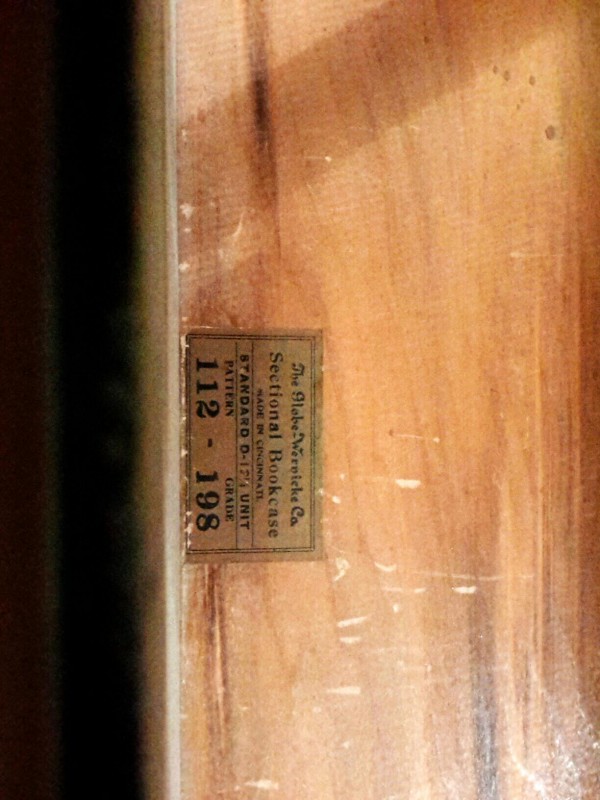 The Globe-Wernicke Co.
Sectional Bookcase
MADE IN CINCINNATI
STANDARD D-12¼ UNIT
PATTERN GRADE
112 - 198